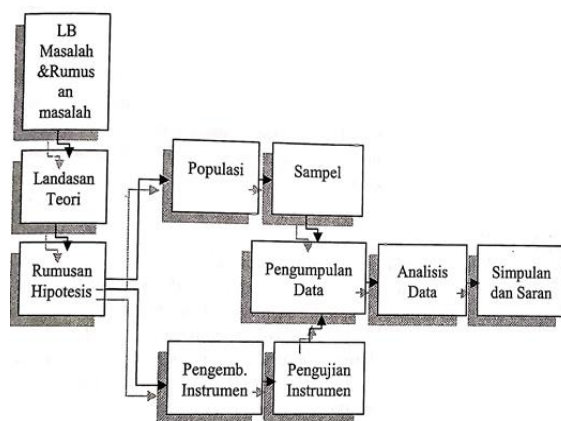 LB
Masalah
&Rumus
an
masalah
Landasan
Teori
Rumusan
Hipotesis
Populasi
Sampel
Pengumpulan
Data
Analisis
Data
Simpulan
dan Saran
Pengemb.
Instrumen
Pengujian
Instrumen